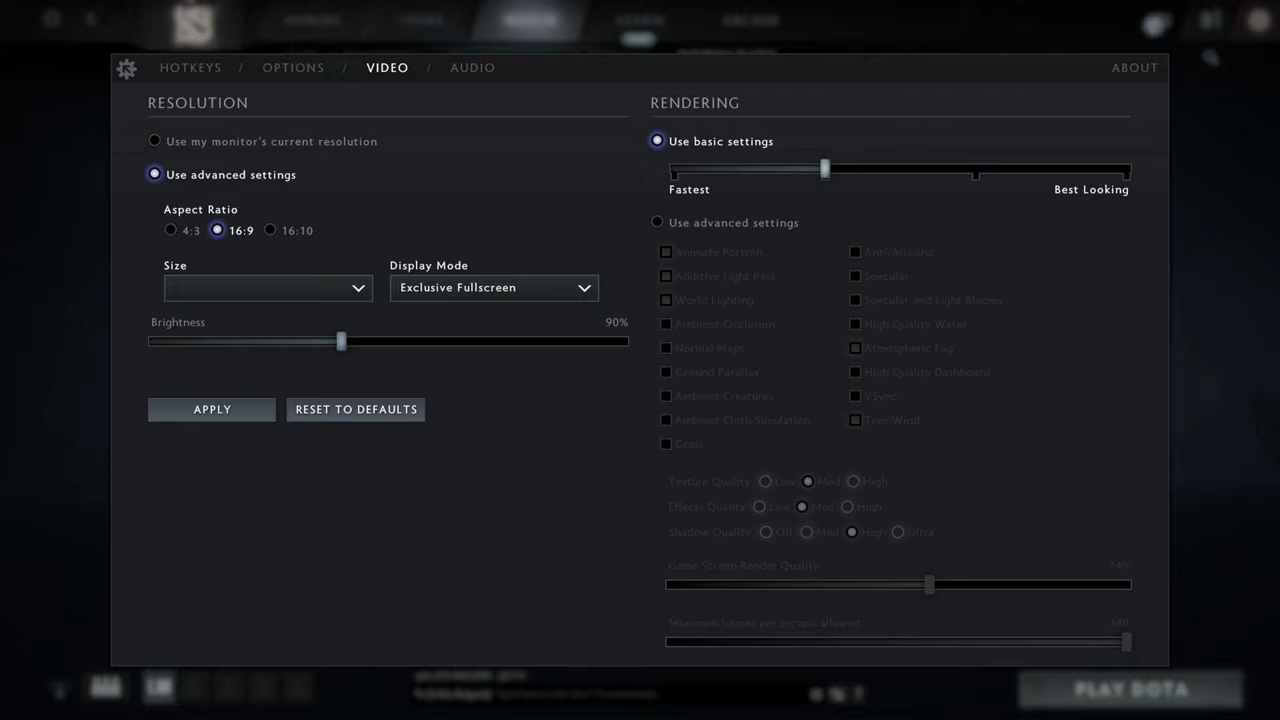 HOTKEYS / OPTIONS / VIDEO / AUDIO
ABOUT
RESOLUTION
Use my monitor's current resolution
Use advanced settings
Aspect Ratio
4:3 16:9 16:10
Size Display Mode
Exclusive Fullscreen
Brightness 90%
APPLY RESET TO DEFAULTS
RENDERING
Use basic settings
Fastest Best Looking
Use advanced settings
Animate Portrait Anti-Aliasing
Additive Light Pass Specular
World Lighting Specular and Light Blooms
Ambient Occlusion High Quality Water
Normal Maps Atmospheric Fog
Ground Parallax High Quality Dashboard
Ambient Creatures VSync
Ambient Cloth Simulation Tree Wind
Grass
Texture Quality Low Med High
Effects Quality Low Med High
Shadow Quality Off Med High Ultra
Game Screen Render Quality 74%
Maximum frames per second allowed 240
PLAY DOTA